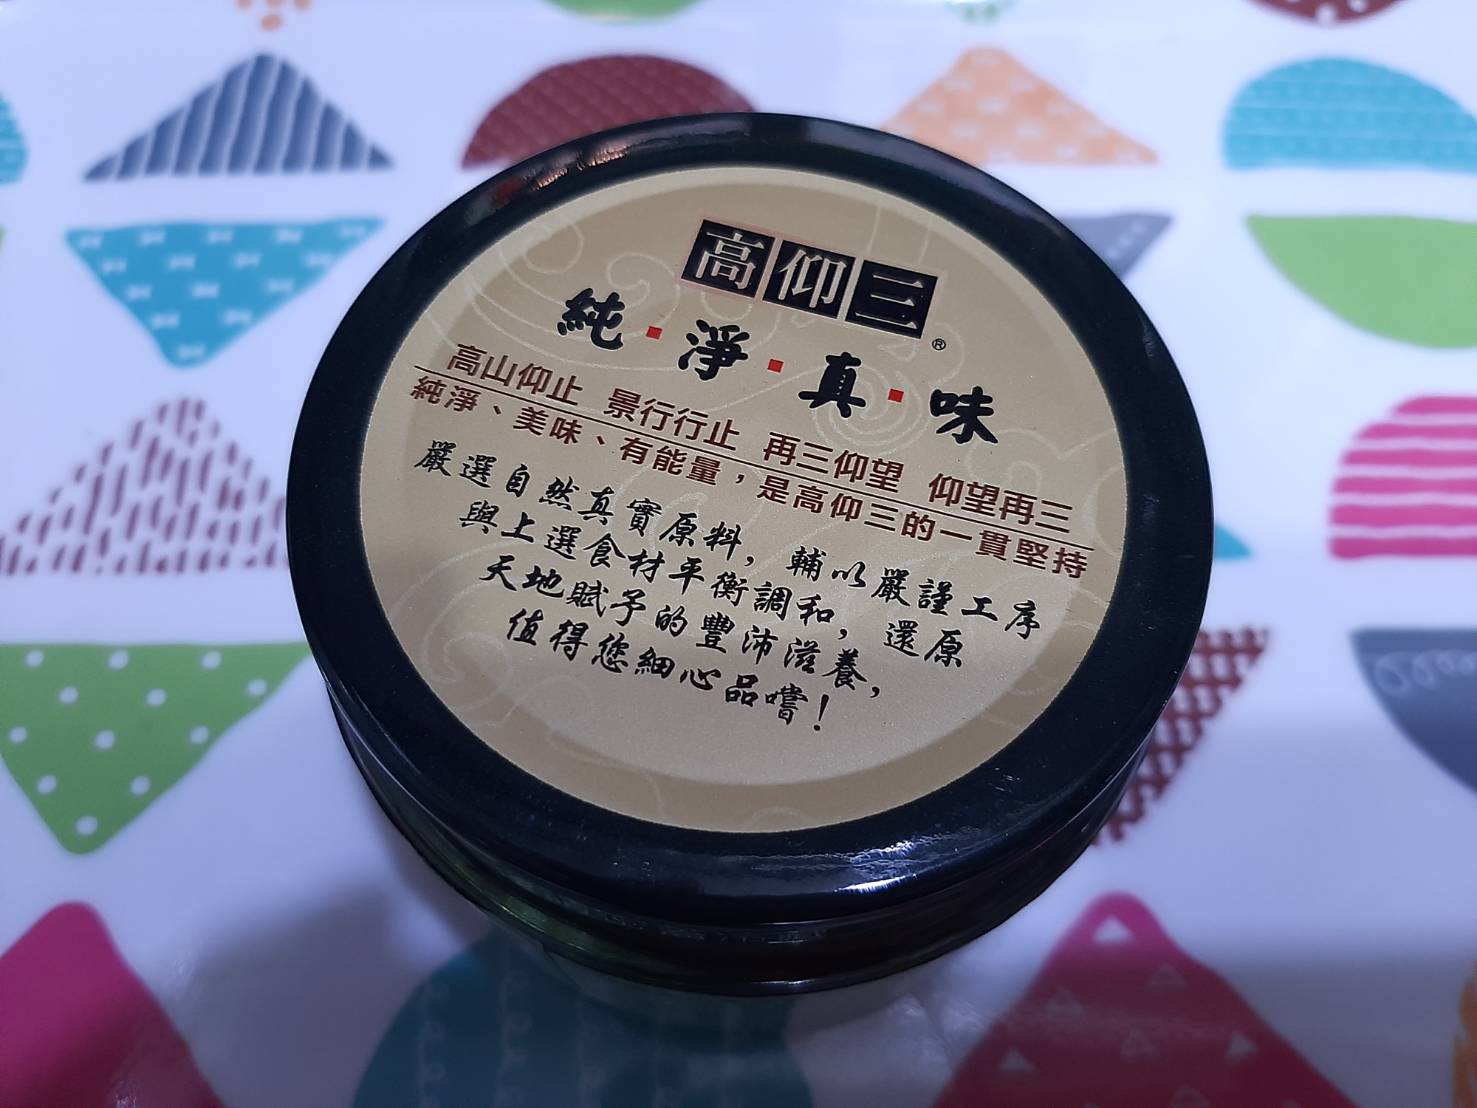 高仰三®
純·淨·真·味
高山仰止 景行行止 再三仰望 仰望再三
純淨、美味、有能量，是高仰三的一貫堅持
嚴選自然真實原料，輔以嚴謹工序
與上選食材平衡調和，還原
天地賦予的豐沛滋養，
值得您細心品嚐！